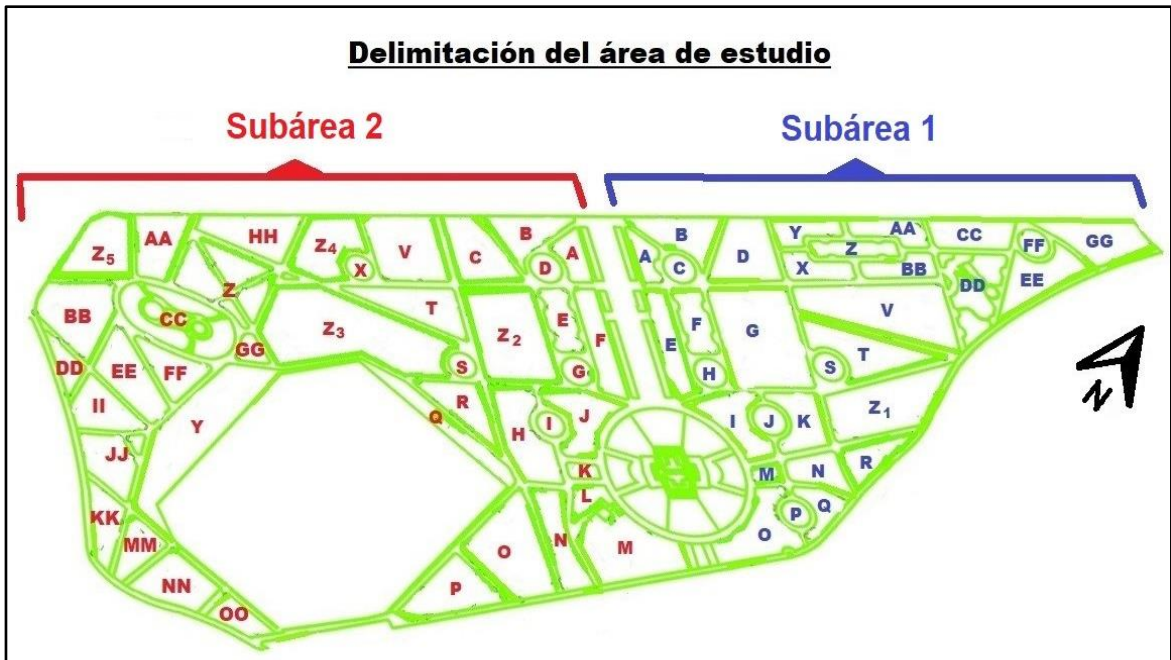 Delimitación del área de estudio
Subárea 2 Subárea 1
B B Y AA CC FF GG
Z5 AA HH Z4 V C D A A C D Z
X X BB DD EE
Z
BB CC T E F V
Z3 Z2 F E G
GG S G H S T
DD EE FF
II Y Q R H I J I J K Z1
JJ K M N R
L P Q
KK O N M O
MM
NN P
OO
N